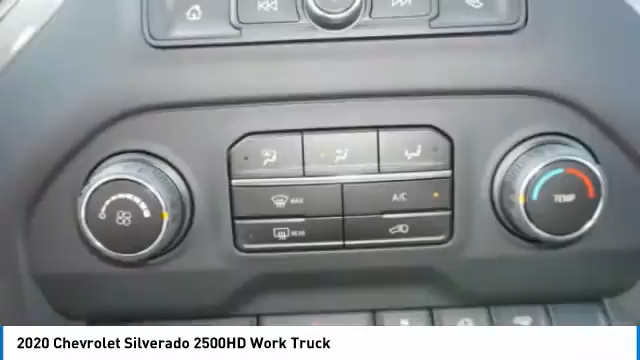 MAX
A/C
REAR
TEMP
2020 Chevrolet Silverado 2500HD Work Truck